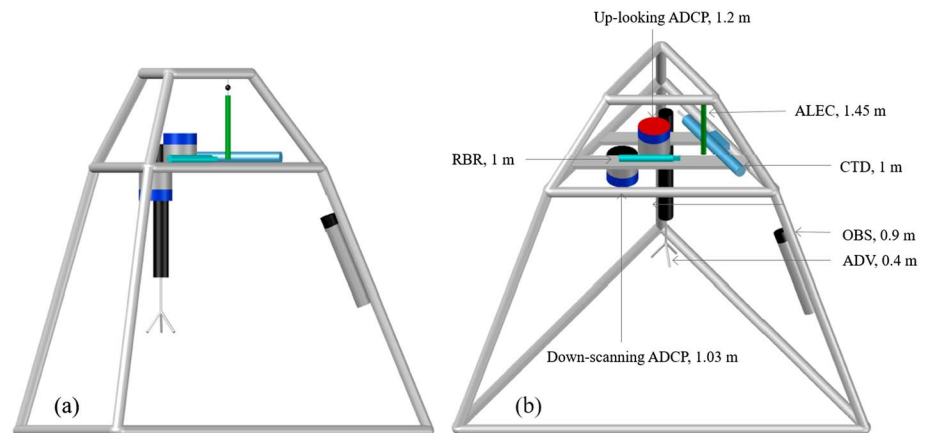 Up-looking ADCP, 1.2 m
ALEC, 1.45 m
RBR, 1 m
CTD, 1 m
OBS, 0.9 m
ADV, 0.4 m
Down-scanning ADCP, 1.03 m
(a)
(b)